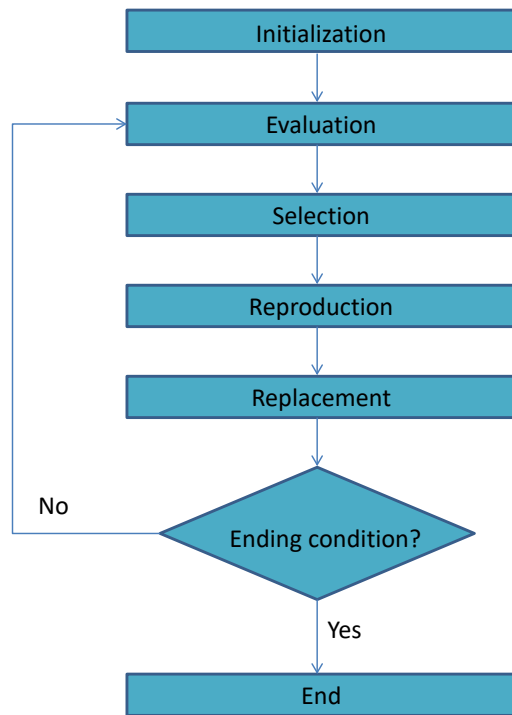 Initialization
Evaluation
Selection
Reproduction
Replacement
No
Ending condition?
Yes
End